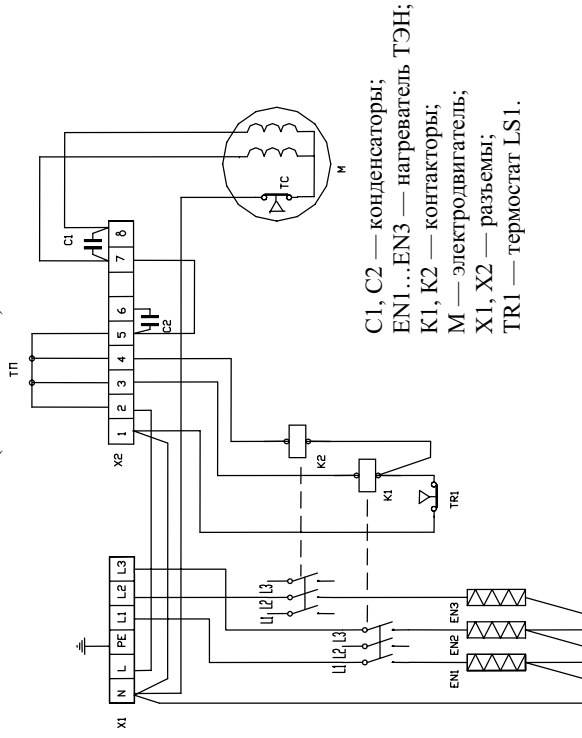 ТП
X2
1
2
3
4
5
6
7
8
C1
C2
TC
M
X1
N
L
PE
L1
L2
L3
K2
K1
TR1
L1
L2
L3
L1
L2
L3
EN1
EN2
EN3
С1, С2 — конденсаторы;
EN1...EN3 — нагреватель ТЭН;
К1, К2 — контакторы;
М — электродвигатель;
Х1, Х2 — разъемы;
TR1 — термостат LS1.